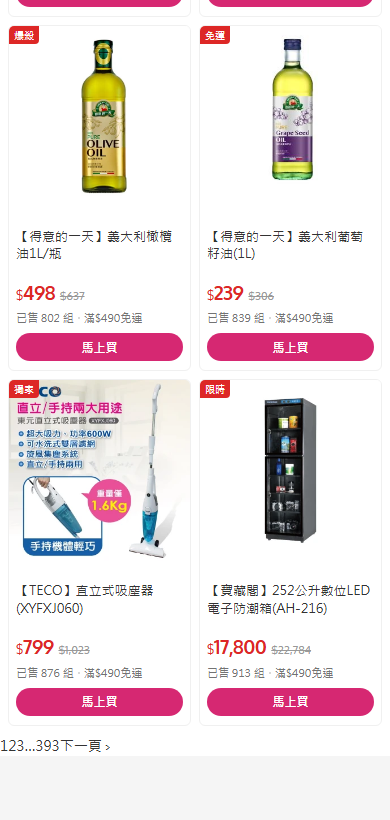 爆殺
PURE
OLIVE
OIL
【得意的一天】義大利橄欖
油1L/瓶
$498 $637
已售 802 組 · 滿$490免運
馬上買
免運
Grape Seed
OIL
【得意的一天】義大利葡萄
籽油(1L)
$239 $306
已售 839 組 · 滿$490免運
馬上買
獨家
CO
直立/手持兩大用途
東元直立式吸塵器 XYFXJ060
超大吸力、功率600W
可水洗式雙層濾網
旋風集塵系統
直立/手持兩用
重量僅
1.6Kg
手持機體輕巧
【TECO】直立式吸塵器
(XYFXJ060)
$799 $1,023
已售 876 組 · 滿$490免運
馬上買
限時
【寶藏閣】252公升數位LED
電子防潮箱(AH-216)
$17,800 $22,784
已售 913 組 · 滿$490免運
馬上買
123...393下一頁 ›